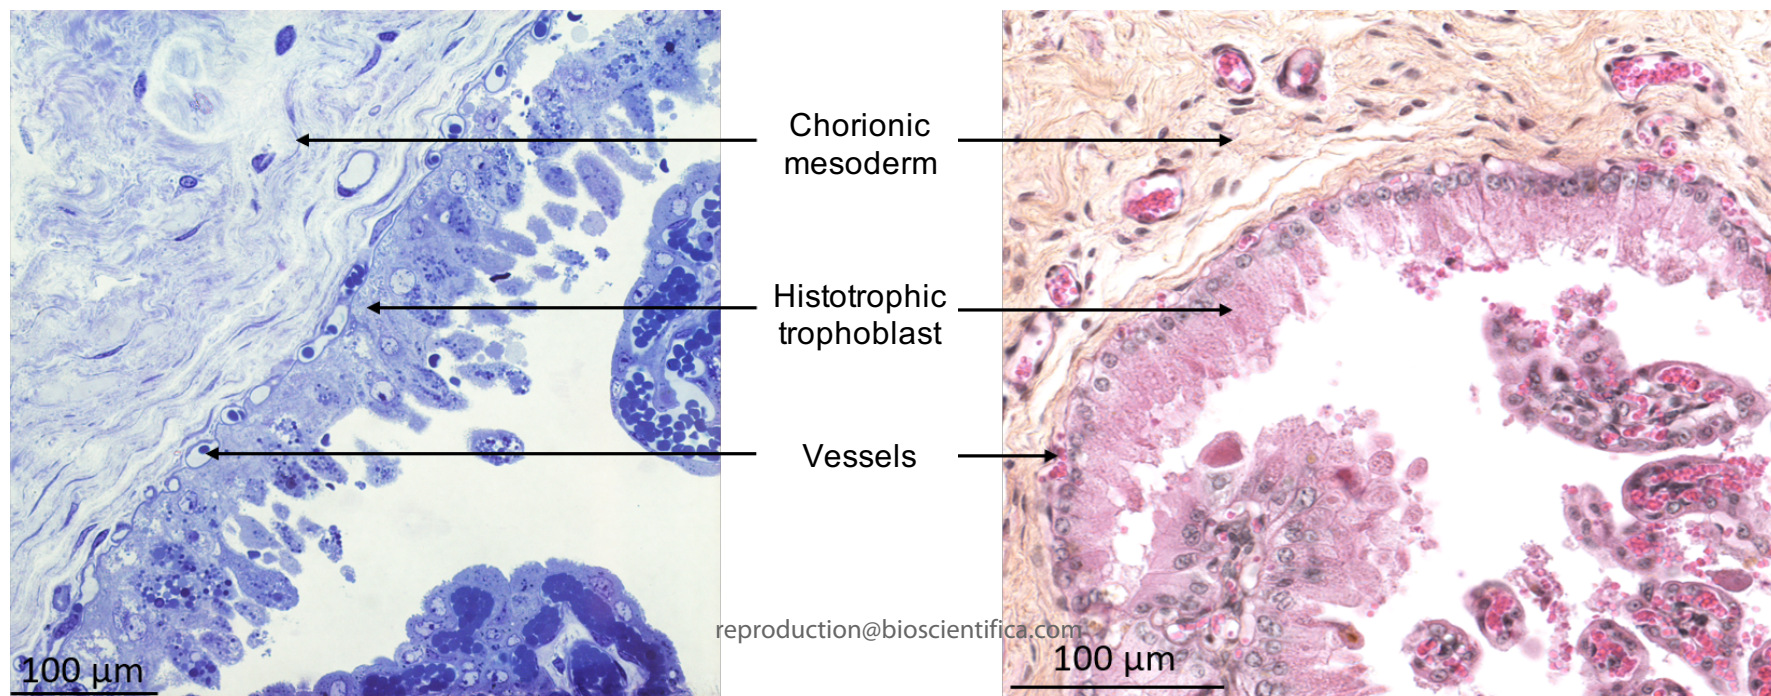 Chorionic
mesoderm
Histotrophic
trophoblast
Vessels
reproduction@bioscientifica.com
100 µm
100 µm